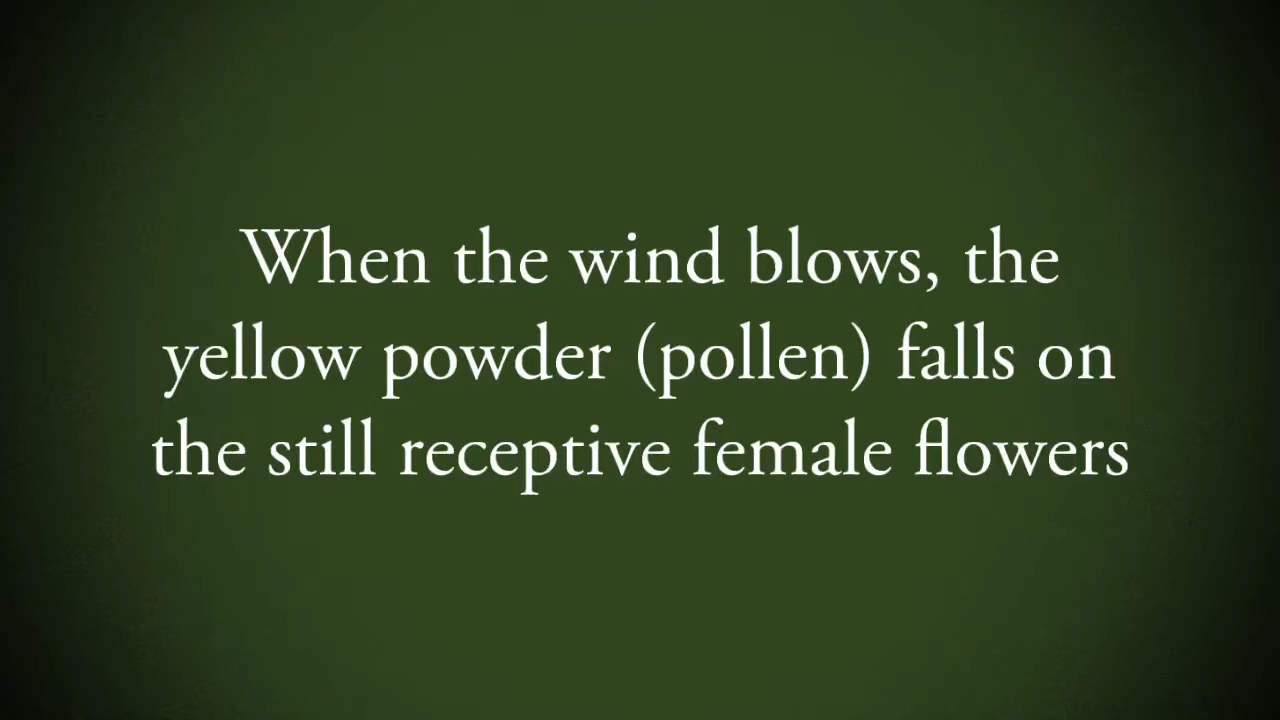 When the wind blows, the
yellow powder (pollen) falls on
the still receptive female flowers